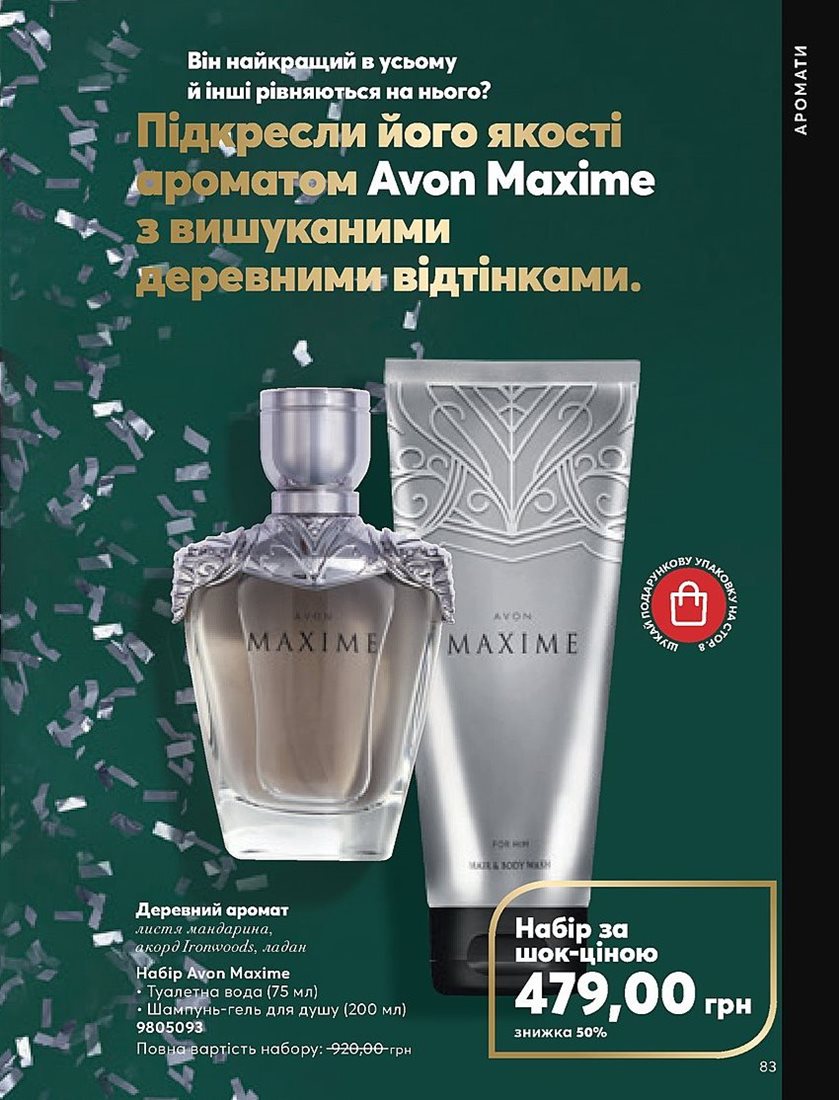 Він найкращий в усьому
й інші рівняються на нього?
Підкресли його якості
ароматом Avon Maxime
з вишуканими
деревними відтінками.
АРОМАТИ
AVON
MAXIME
AVON
MAXIME
FOR HIM
HAIR & BODY WASH
ШУКАЙ ПОДАРУНКОВУ УПАКОВКУ НА СТОР.8
Деревний аромат
листя мандарина,
акорд Ironwoods, ладан
Набір Avon Maxime
• Туалетна вода (75 мл)
• Шампунь-гель для душу (200 мл)
9805093
Повна вартість набору: 920,00 грн
Набір за
шок-ціною
479,00 грн
знижка 50%
83